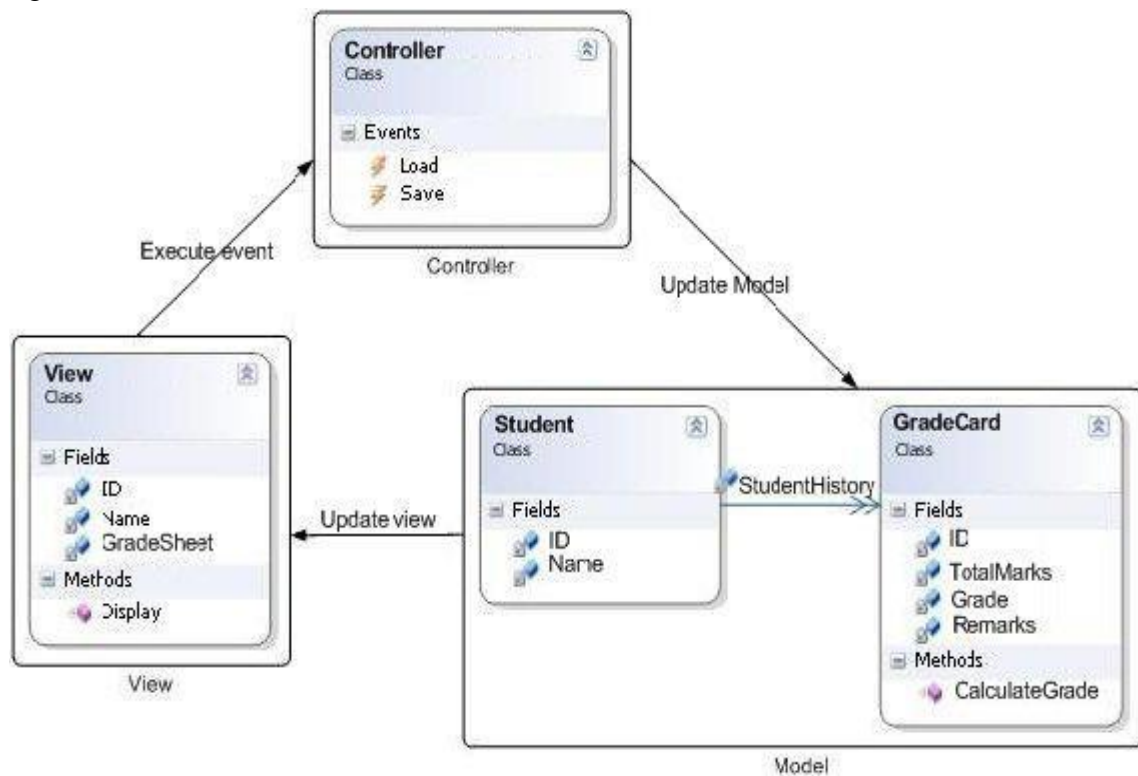 Controller
Class
Events
Load
Save
Controller
Execute event
Update Model
View
Class
Fields
ID
Name
GradeSheet
Methods
Display
View
Update view
Student
Class
Fields
ID
Name
StudentHistory
GradeCard
Class
Fields
ID
TotalMarks
Grade
Remarks
Methods
CalculateGrade
Model